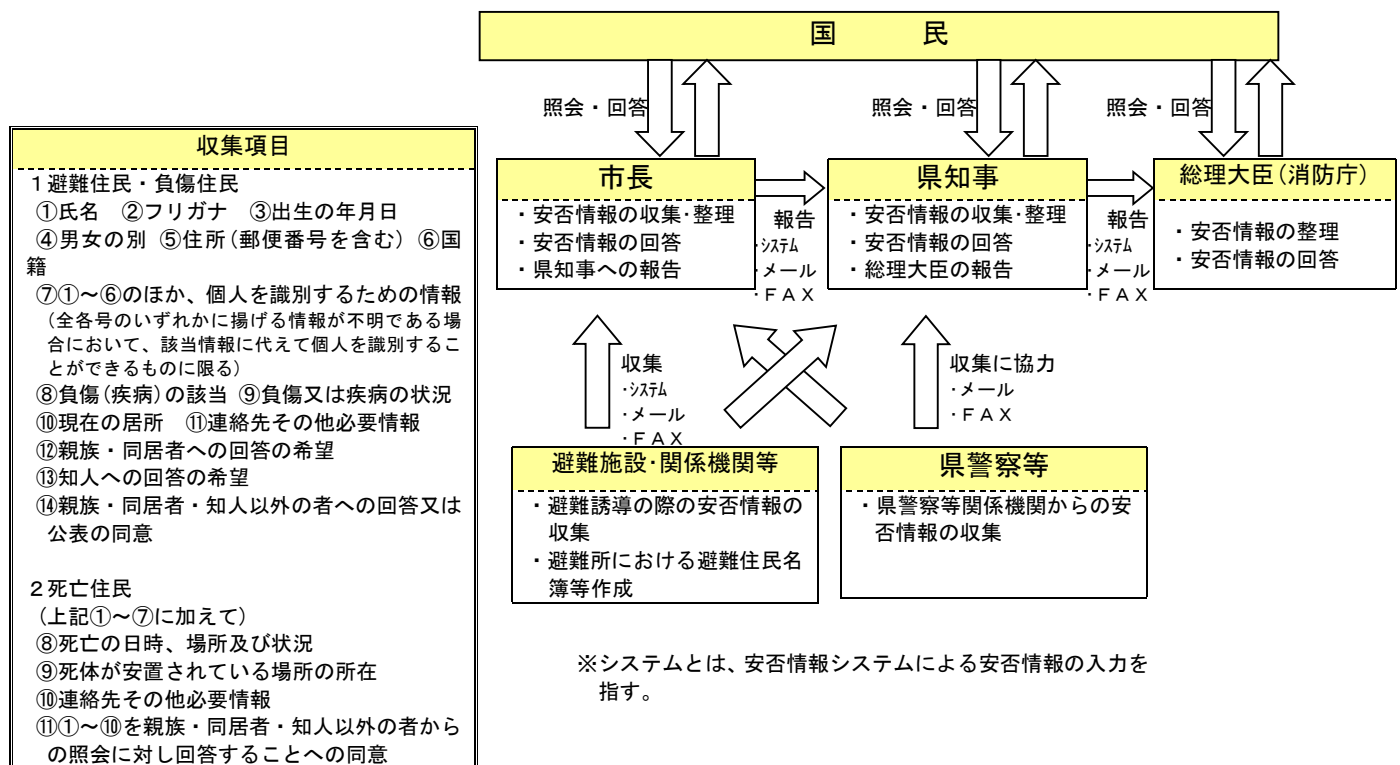 国　　民
照会・回答
照会・回答
照会・回答
収集項目
1避難住民・負傷住民
①氏名　②フリガナ　③出生の年月日
④男女の別　⑤住所(郵便番号を含む)　⑥国
籍
⑦①～⑥のほか、個人を識別するための情報
(全各号のいずれかに揚げる情報が不明である場
合において、該当情報に代えて個人を識別するこ
とができるものに限る)
⑧負傷(疾病)の該当　⑨負傷又は疾病の状況
⑩現在の居所　⑪連絡先その他必要情報
⑫親族・同居者への回答の希望
⑬知人への回答の希望
⑭親族・同居者・知人以外の者への回答又は
公表の同意
2死亡住民
(上記①～⑦に加えて)
⑧死亡の日時、場所及び状況
⑨死体が安置されている場所の所在
⑩連絡先その他必要情報
⑪①～⑩を親族・同居者・知人以外の者から
の照会に対し回答することへの同意
市長
・安否情報の収集･整理
・安否情報の回答
・県知事への報告
報告
･ｼｽﾃﾑ
・メール
・ＦＡＸ
県知事
・安否情報の収集･整理
・安否情報の回答
・総理大臣の報告
報告
･ｼｽﾃﾑ
・メール
・ＦＡＸ
総理大臣(消防庁)
・安否情報の整理
・安否情報の回答
収集
･ｼｽﾃﾑ
・メール
・ＦＡＸ
収集に協力
・メール
・ＦＡＸ
避難施設･関係機関等
・避難誘導の際の安否情報の
収集
・避難所における避難住民名
簿等作成
県警察等
・県警察等関係機関からの安
否情報の収集
※システムとは、安否情報システムによる安否情報の入力を
指す。